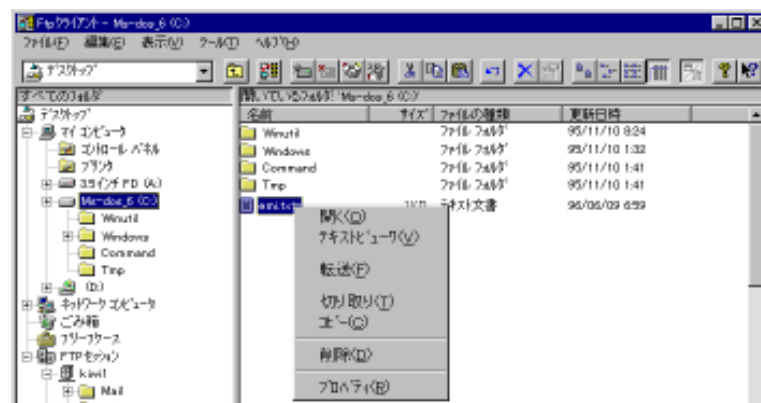 Ftpクライアント - Ms-dos_6 (C:)
ファイル(F) 編集(E) 表示(V) ツール(T) ヘルプ(H)
デスクトップ
すべてのフォルダ
開いているフォルダ: 'Ms-dos_6 (C:)'
名前 サイズ ファイルの種類 更新日時
Winutil ファイル フォルダ 95/11/10 8:24
Windows ファイル フォルダ 95/11/10 1:32
Command ファイル フォルダ 95/11/10 1:41
Tmp ファイル フォルダ 95/11/10 1:41
テキスト文書 96/06/09 6:59
デスクトップ
マイ コンピュータ
コントロール パネル
プリンタ
3.5インチ FD (A:)
Ms-dos_6 (C:)
Winutil
Windows
Command
Tmp
(D:)
ネットワーク コンピュータ
ごみ箱
ブリーフケース
FTPセッション
kiwi1
Mail
開く(O)
テキストビューワ(V)
転送(F)
切り取り(T)
コピー(C)
削除(D)
プロパティ(R)